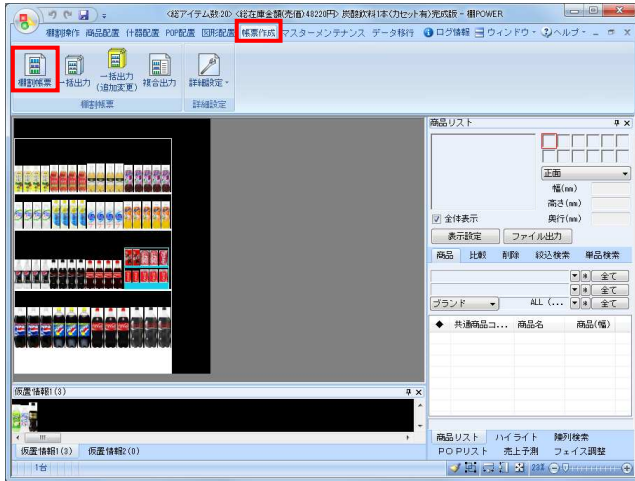 <総アイテム数:20> <総在庫金額(売価)48220円> 炭酸飲料1本(カセット有)完成版 - 棚POWER
棚割操作 商品配置 什器配置 POP配置 図形配置 帳票作成 マスターメンテナンス データ移行 ログ情報 ウィンドウ ヘルプ
棚割帳票 一括出力 一括出力(追加変更) 複合出力 詳細設定
棚割帳票 詳細設定
商品リスト
正面
幅(mm)
高さ(mm)
全体表示 奥行(mm)
表示設定 ファイル出力
商品 比較 削除 絞込検索 単品検索
* 全て
* 全て
ブランド ALL (... * 全て
◆ 共通商品コ... 商品名 商品(幅)
仮置情報1(3)
仮置情報1(3) 仮置情報2(0)
商品リスト ハイライト 陳列検索
POPリスト 売上予測 フェイス調整
1台 23%